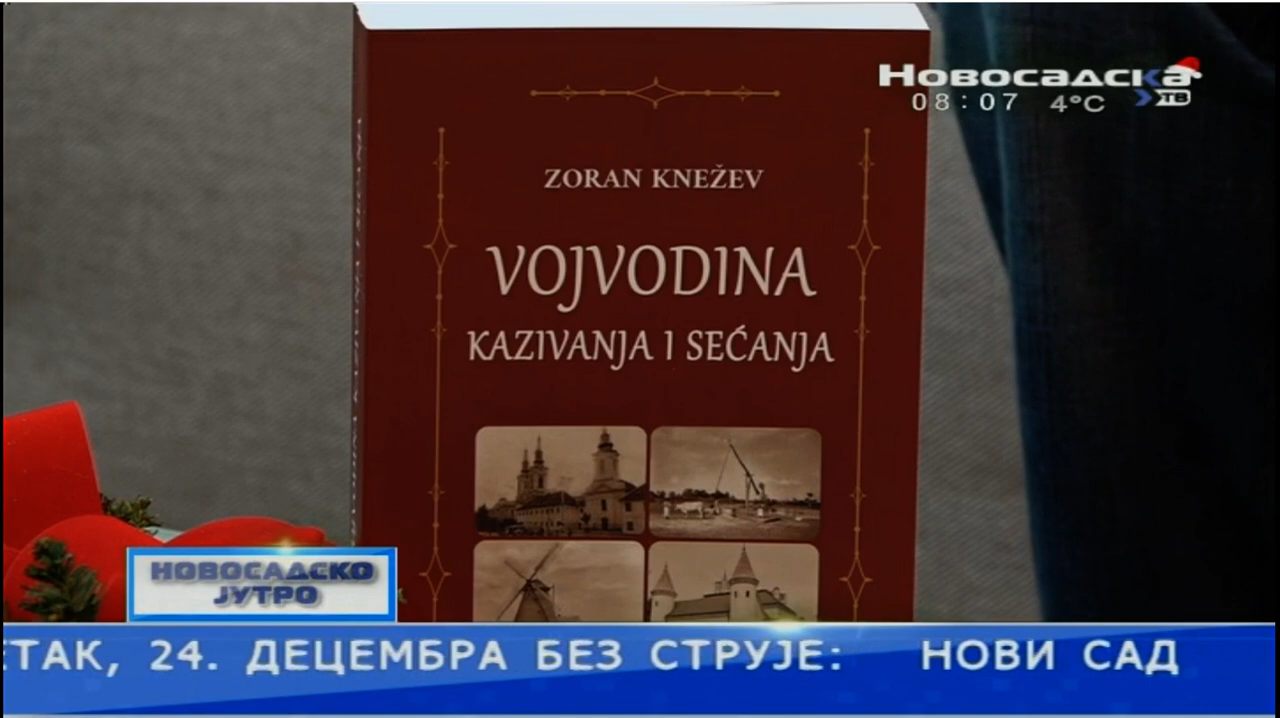 Новосадска
ТВ
08:07 4°C
ZORAN KNEŽEV
VOJVODINA
KAZIVANJA I SEĆANJA
НОВОСАДСКО
ЈУТРО
ЕТАК, 24. ДЕЦЕМБРА БЕЗ СТРУЈЕ: НОВИ САД